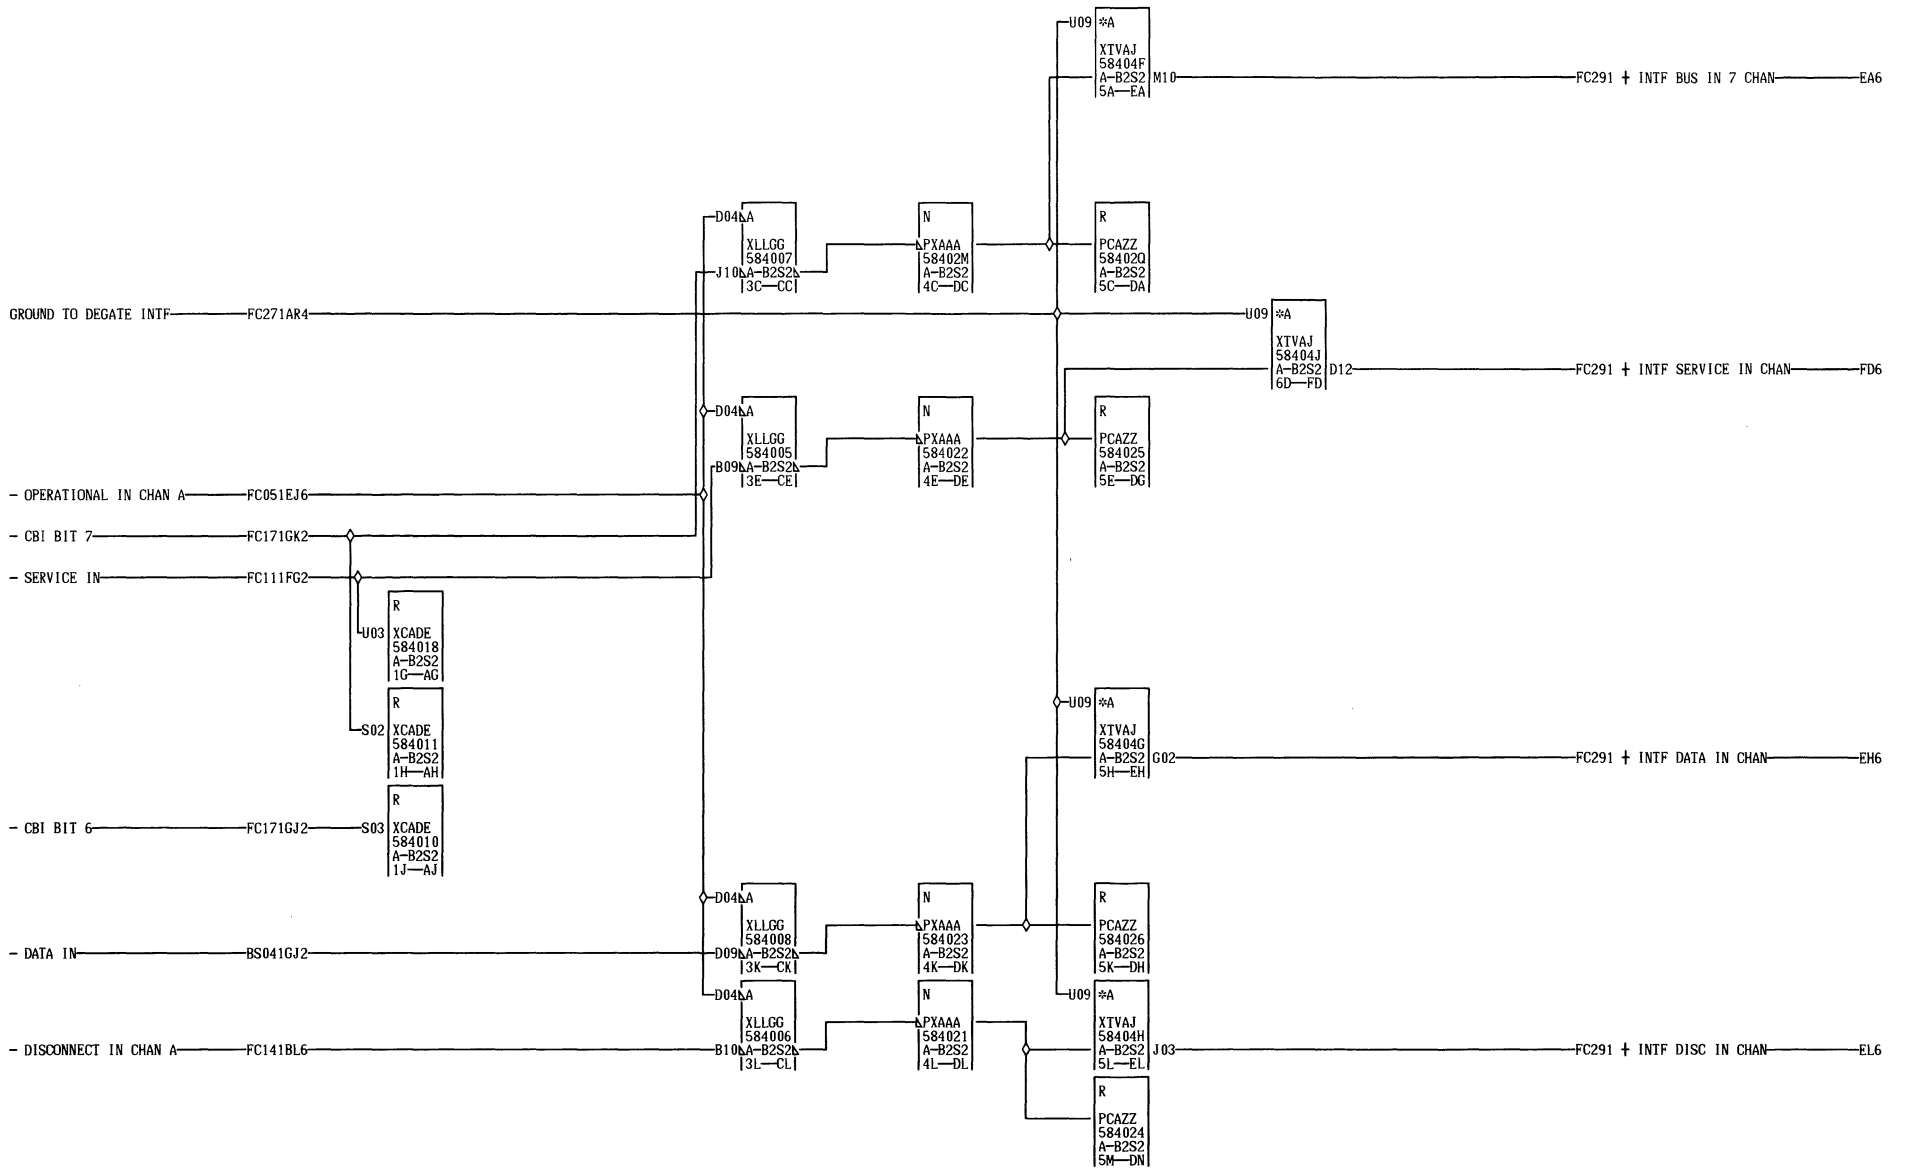 U09 *A
XTVAJ
58404F
A-B2S2 M10 FC291 + INTF BUS IN 7 CHAN EA6
5A—EA
D04 A
XLLGG
584007
J10 A-B2S2
3C—CC
N
PXAAA
58402M
A-B2S2
4C—DC
R
PCAZZ
58402Q
A-B2S2
5C—DA
GROUND TO DEGATE INTF FC271AR4 U09 *A
XTVAJ
58404J
A-B2S2 D12 FC291 + INTF SERVICE IN CHAN FD6
6D—FD
D04 A
XLLGG
584005
B09 A-B2S2
3E—CE
N
PXAAA
584022
A-B2S2
4E—DE
R
PCAZZ
584025
A-B2S2
5E—DG
- OPERATIONAL IN CHAN A FC051EJ6
- CBI BIT 7 FC171GK2
- SERVICE IN FC111FG2
R
U03 XCADE
584018
A-B2S2
1G—AG
R
S02 XCADE
584011
A-B2S2
1H—AH
U09 *A
XTVAJ
58404G
A-B2S2 G02 FC291 + INTF DATA IN CHAN EH6
5H—EH
R
- CBI BIT 6 FC171GJ2 S03 XCADE
584010
A-B2S2
1J—AJ
D04 A
XLLGG
584008
- DATA IN BS041GJ2 D09 A-B2S2
3K—CK
N
PXAAA
584023
A-B2S2
4K—DK
R
PCAZZ
584026
A-B2S2
5K—DH
D04 A
XLLGG
584006
- DISCONNECT IN CHAN A FC141BL6 B10 A-B2S2
3L—CL
N
PXAAA
584021
A-B2S2
4L—DL
U09 *A
XTVAJ
58404H
A-B2S2 J03 FC291 + INTF DISC IN CHAN EL6
5L—EL
R
PCAZZ
584024
A-B2S2
5M—DN